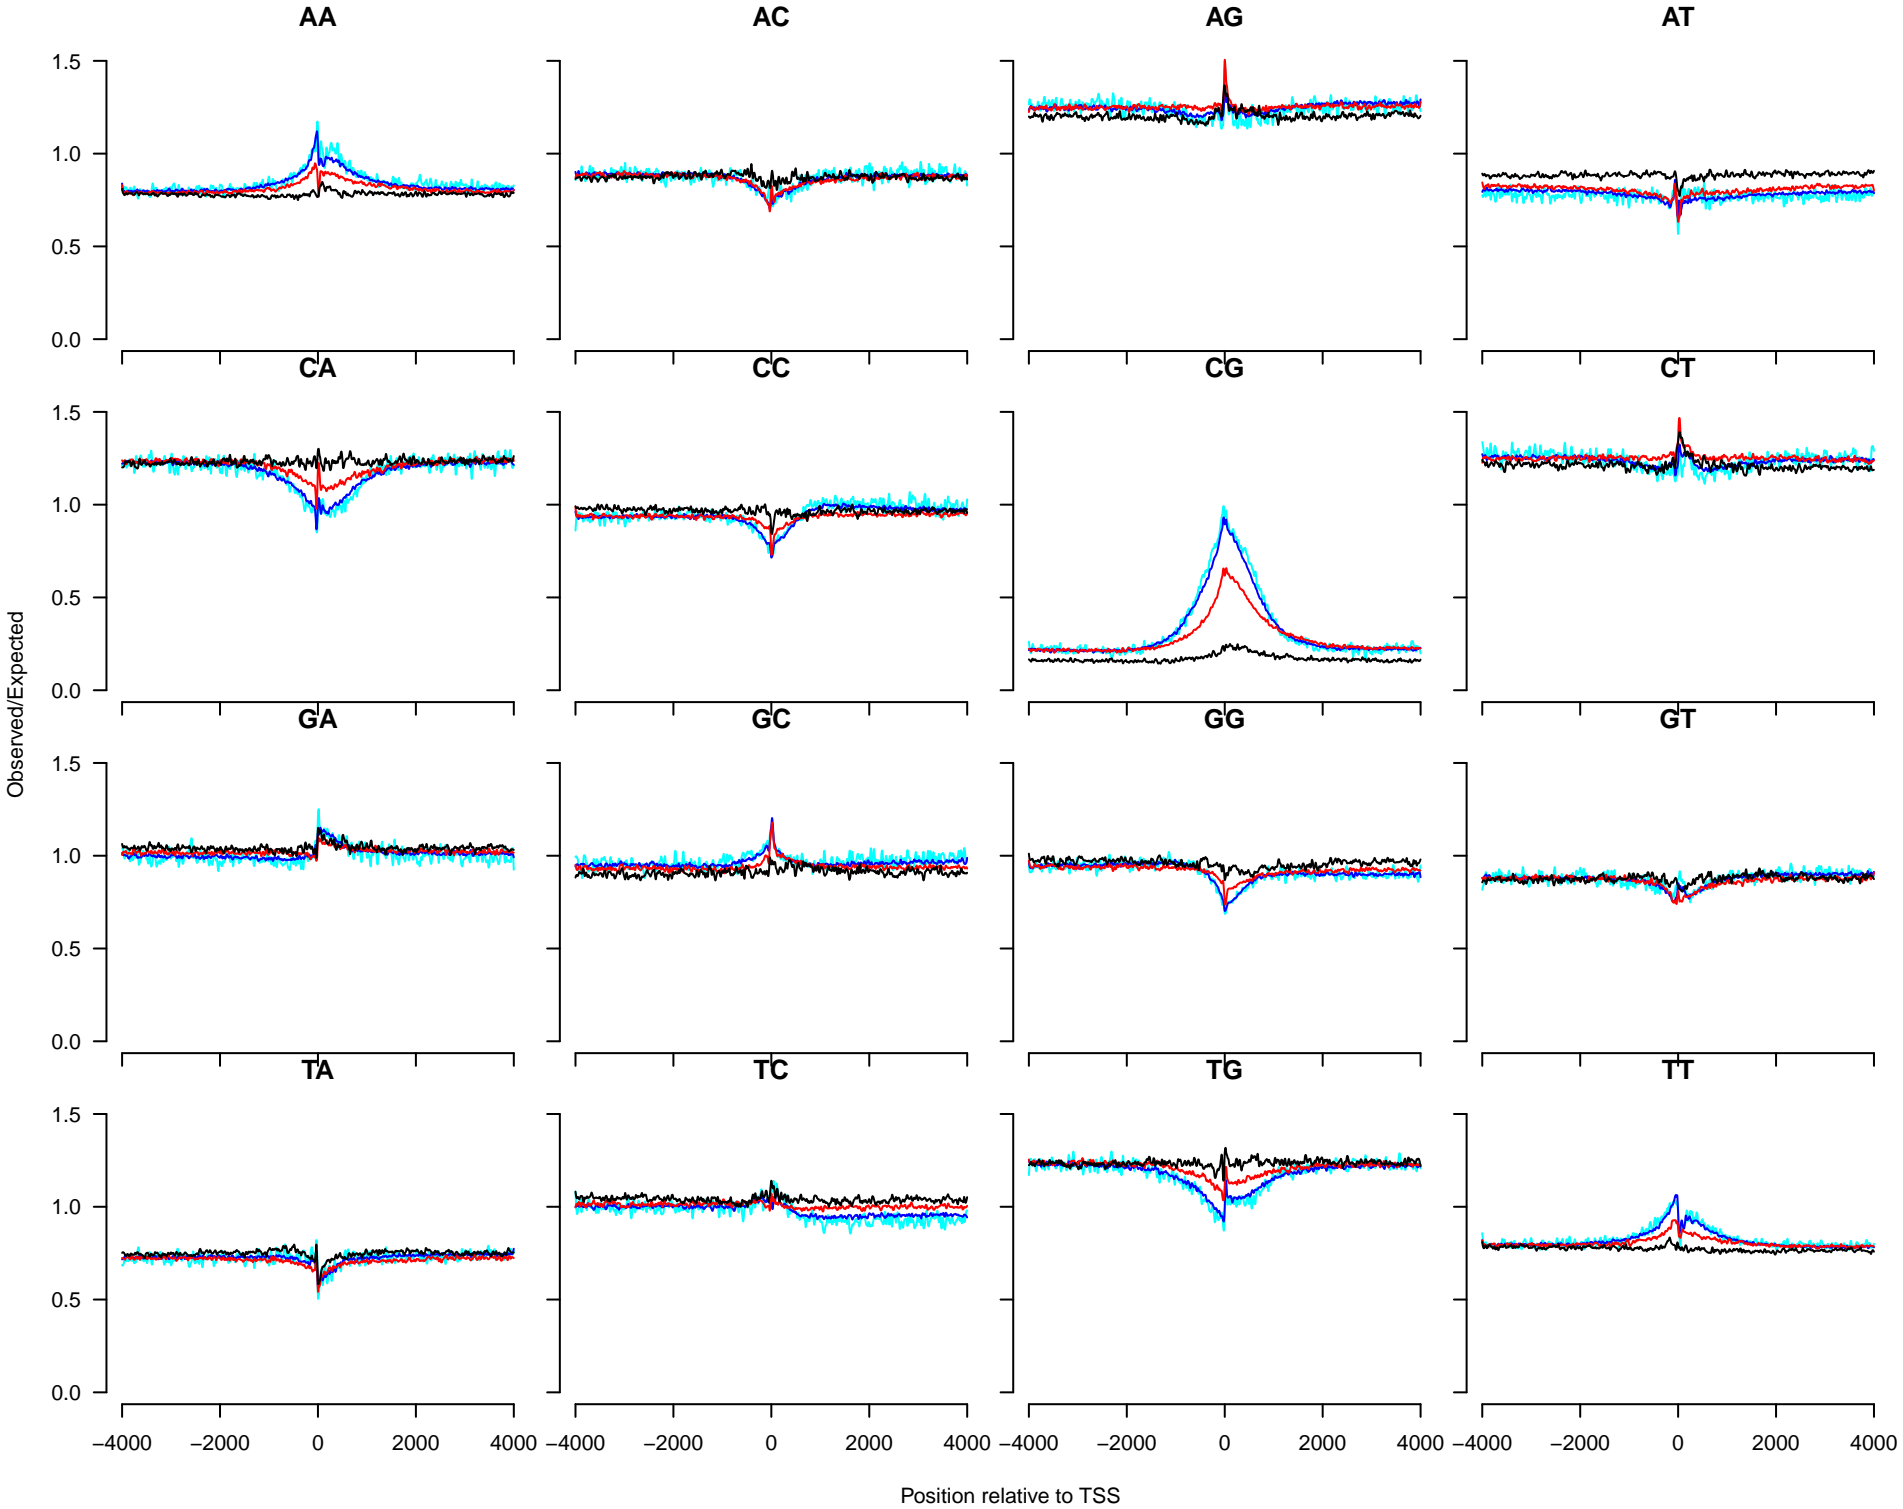 AA AC AG AT
1.5
1.0
0.5
0.0
CA CC CG CT
1.5
1.0
0.5
0.0
GA GC GG GT
1.5
1.0
0.5
0.0
TA TC TG TT
1.5
1.0
0.5
0.0
−4000 −2000 0 2000 4000 −4000 −2000 0 2000 4000 −4000 −2000 0 2000 4000 −4000 −2000 0 2000 4000
Observed/Expected
Position relative to TSS